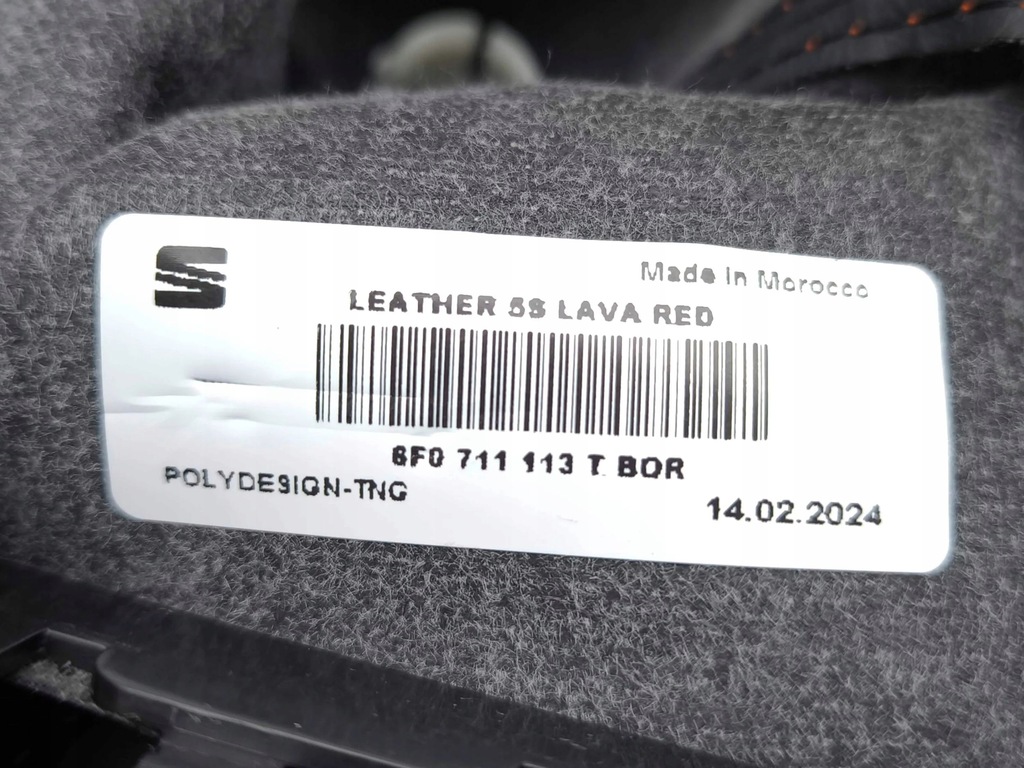 Made in Morocco
LEATHER 5S LAVA RED
6F0 711 113 T BOR
POLYDESIGN-TNG
14.02.2024